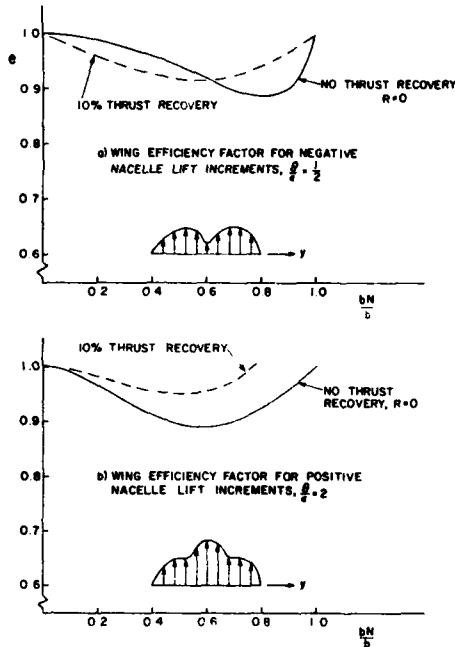 1.0
e
0.9
NO THRUST RECOVERY
R=0
10% THRUST RECOVERY
0.8
a) WING EFFICIENCY FACTOR FOR NEGATIVE
NACELLE LIFT INCREMENTS, = 1/2
0.7
0.6
y
0.2 0.4 0.6 0.8 1.0
bN/b
10% THRUST RECOVERY
1.0
NO THRUST
RECOVERY, R=0
0.9
0.8
b) WING EFFICIENCY FACTOR FOR POSITIVE
NACELLE LIFT INCREMENTS, = 2
0.7
0.6
y
0.2 0.4 0.6 0.8 1.0
bN/b